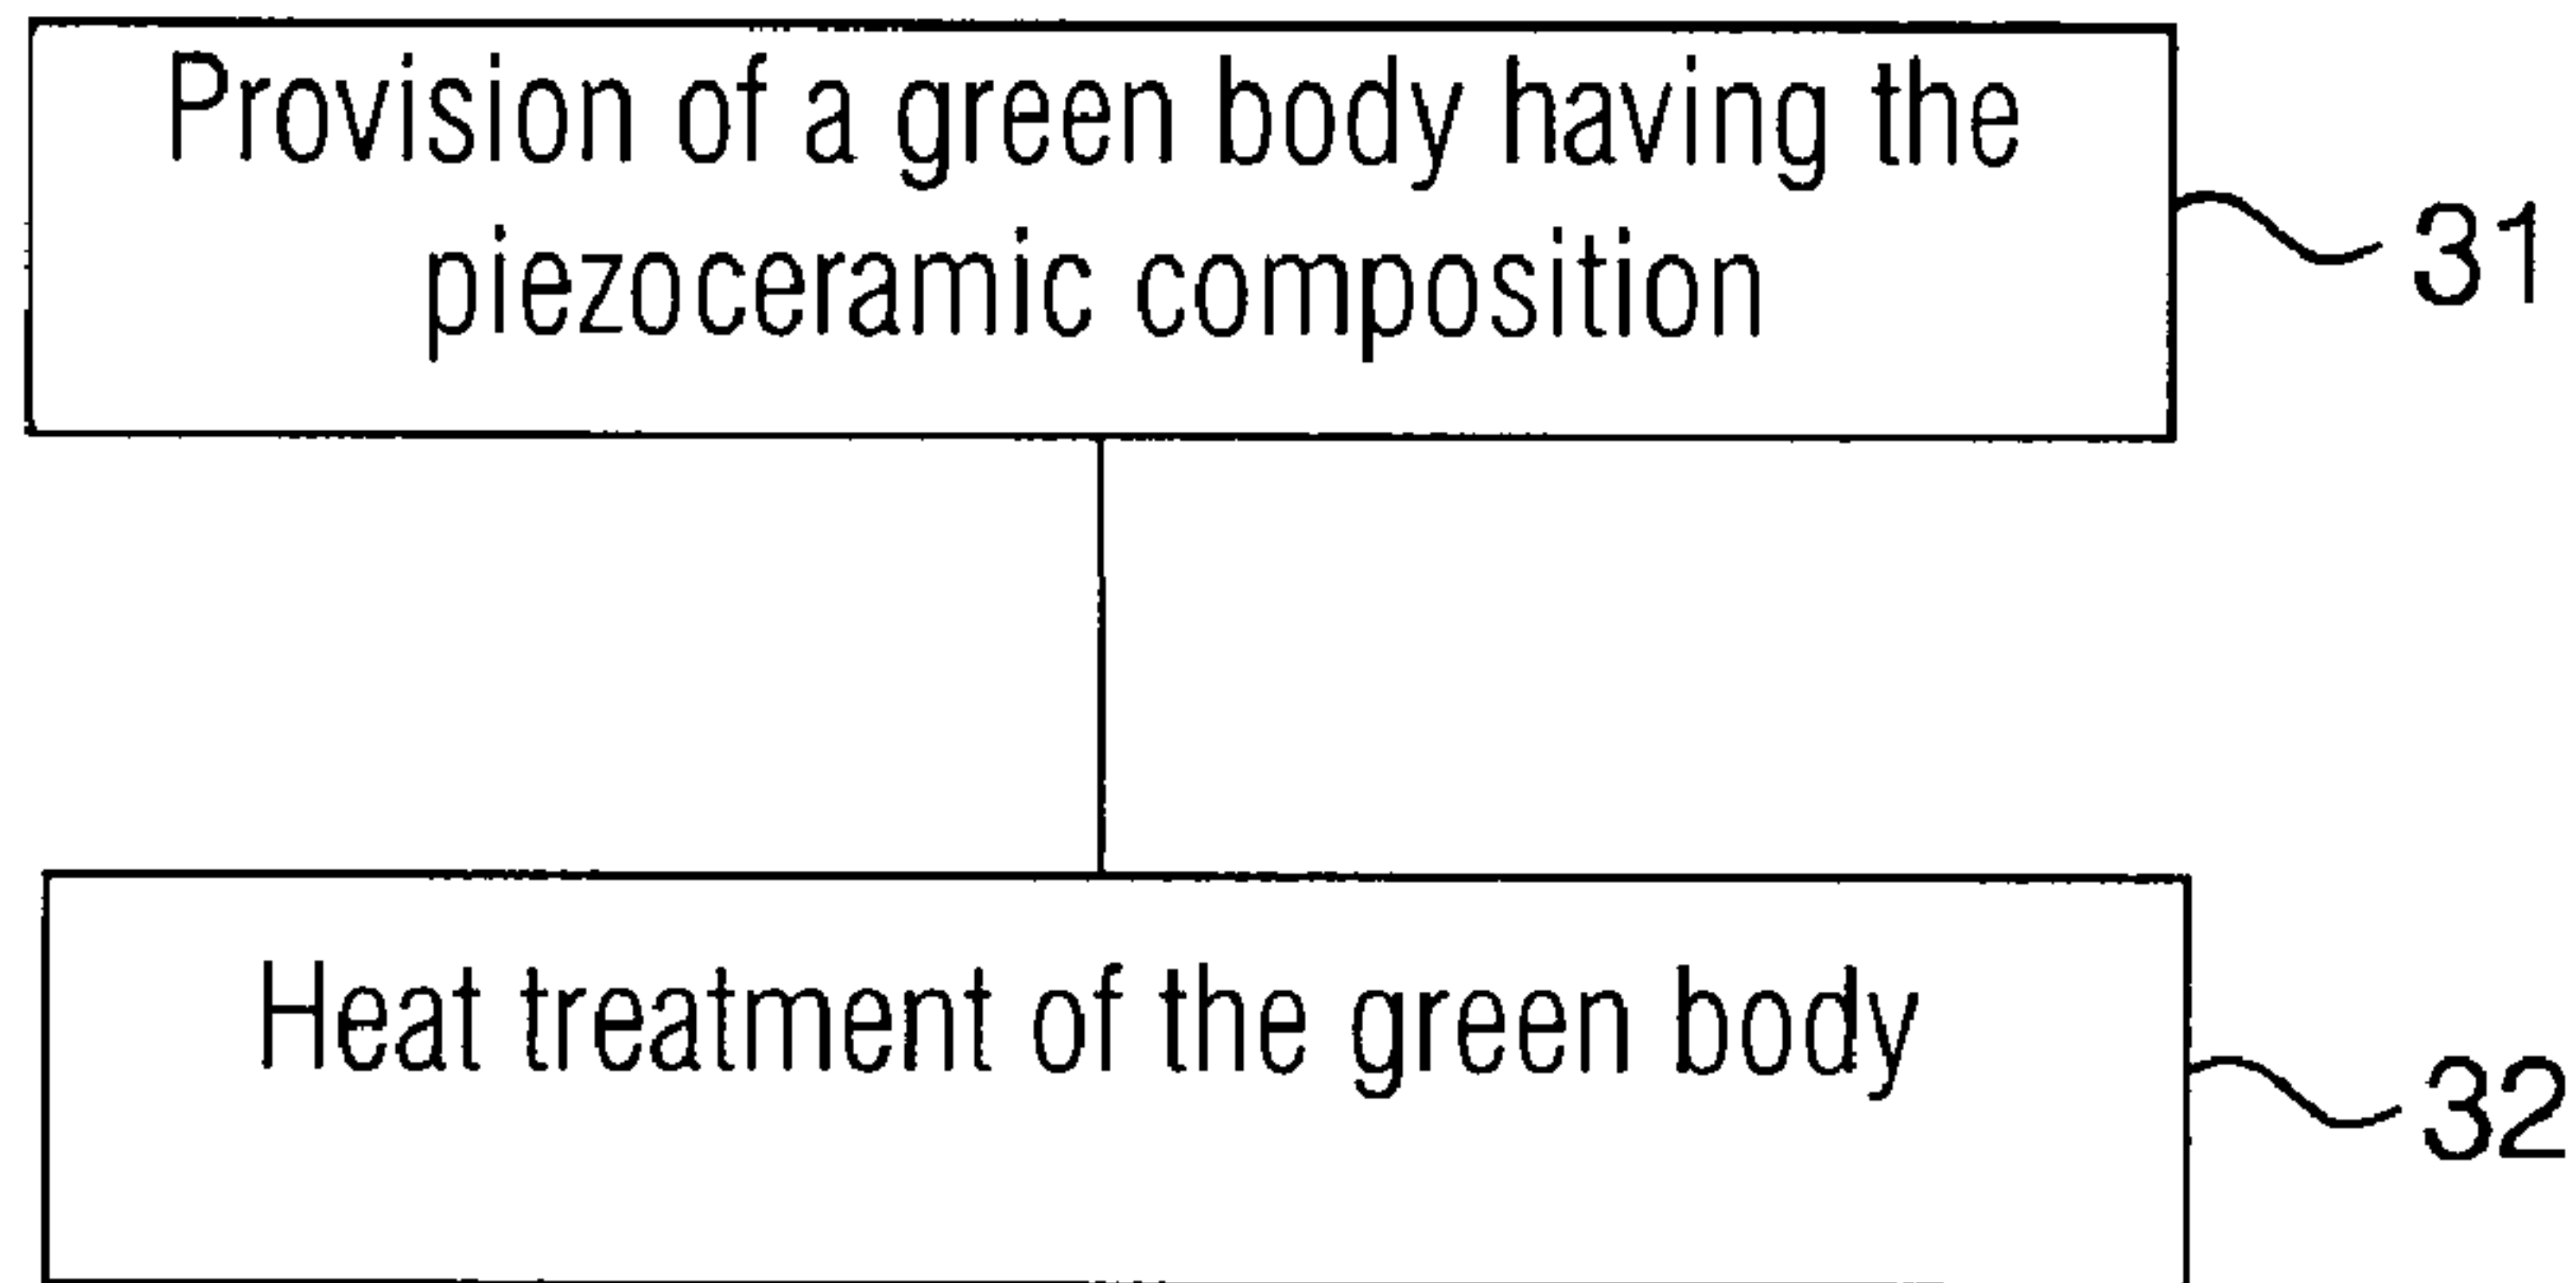 Provision of a green body having the
piezoceramic composition
31
Heat treatment of the green body
32